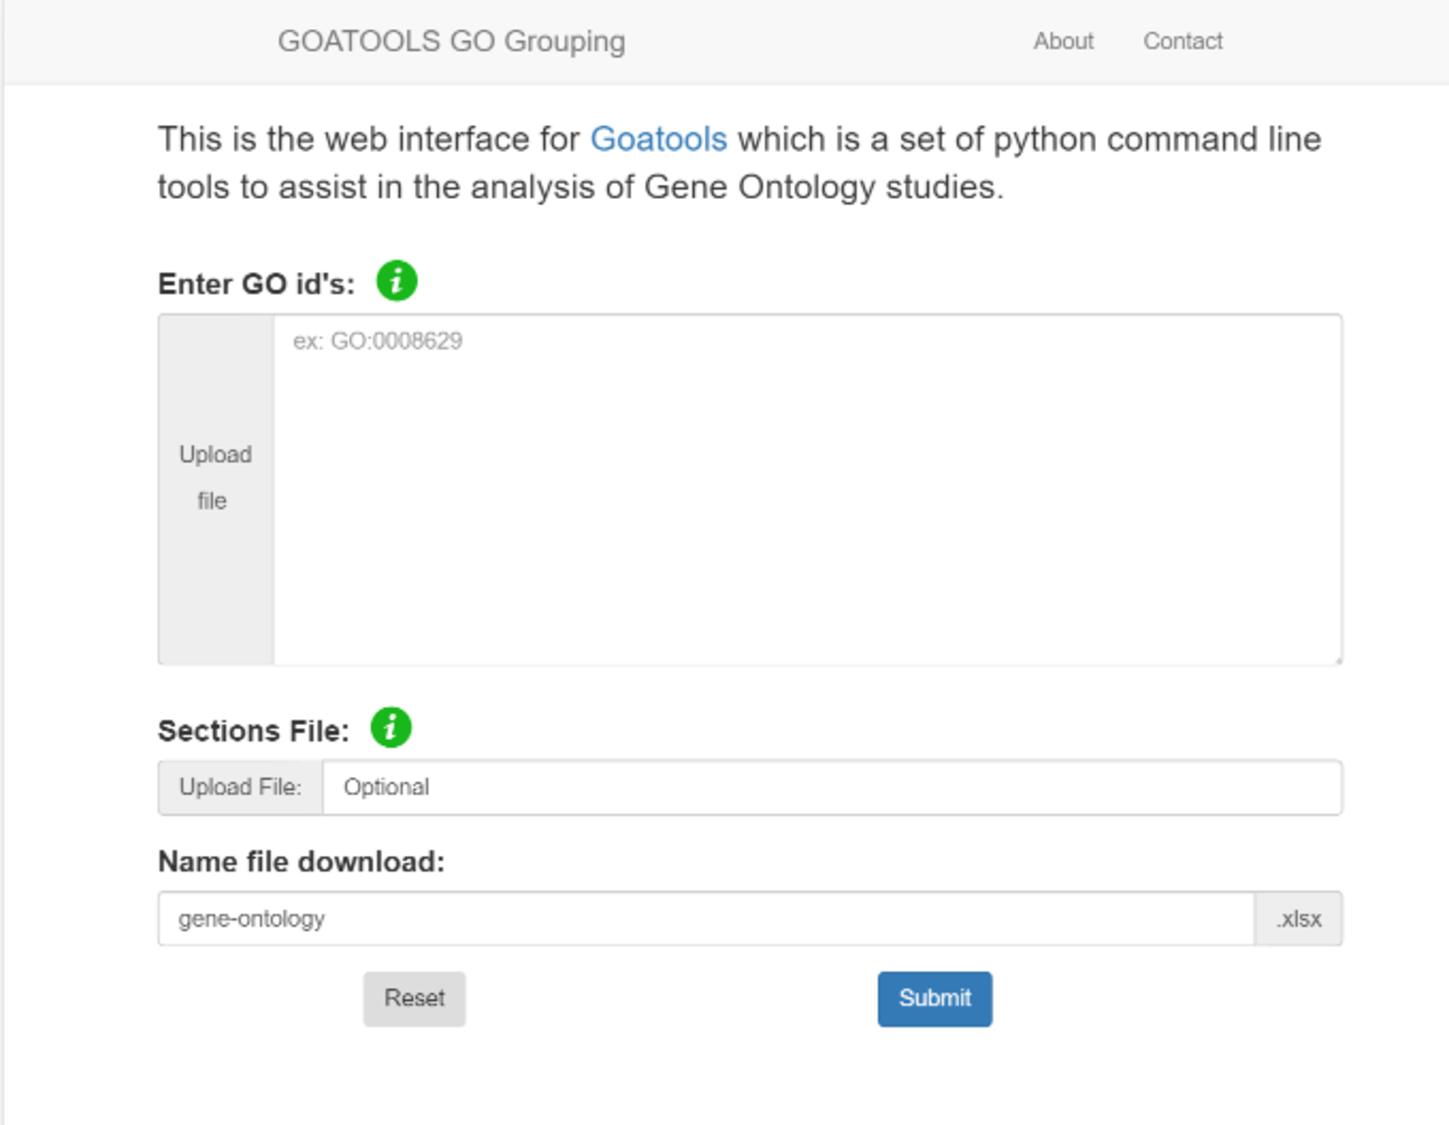 GOATOOLS GO Grouping About Contact
This is the web interface for Goatools which is a set of python command line
tools to assist in the analysis of Gene Ontology studies.
Enter GO id's: i
ex: GO:0008629
Upload
file
Sections File: i
Upload File: Optional
Name file download:
gene-ontology .xlsx
Reset Submit